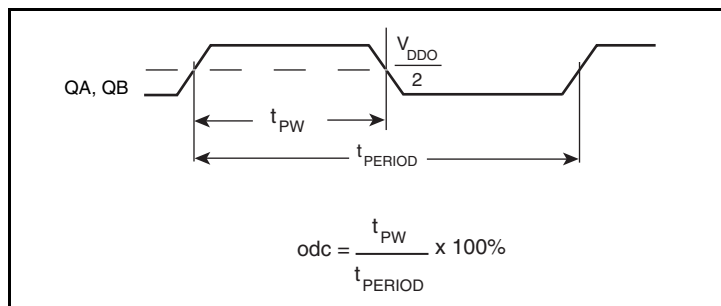 V_DDO
2
QA, QB
t_PW
t_PERIOD
odc = t_PW / t_PERIOD x 100%